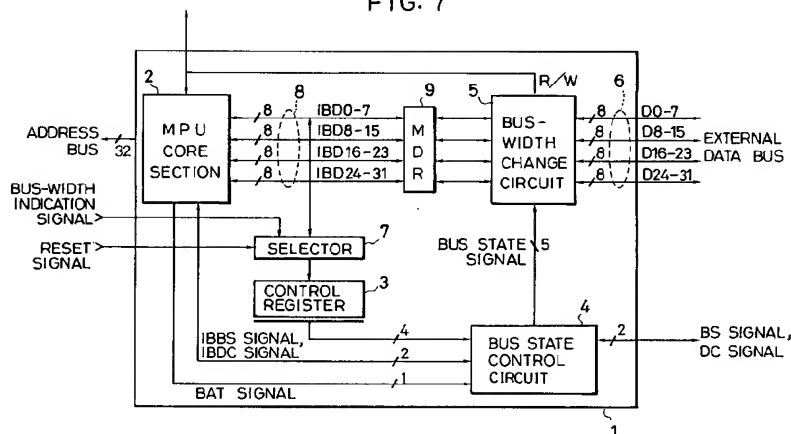 FIG. 7
R/W
2
8
9
5
6
8
IBD0-7
8
D0-7
MPU
CORE
SECTION
8
IBD8-15
M
D
R
BUS-
WIDTH
CHANGE
CIRCUIT
8
D8-15
ADDRESS
BUS
32
8
IBD16-23
8
D16-23
EXTERNAL
DATA BUS
8
IBD24-31
8
D24-31
BUS-WIDTH
INDICATION
SIGNAL
RESET
SIGNAL
SELECTOR
7
BUS STATE
SIGNAL
5
CONTROL
REGISTER
3
4
IBBS SIGNAL,
IBDC SIGNAL
4
2
BUS STATE
CONTROL
CIRCUIT
2
BS SIGNAL,
DC SIGNAL
BAT SIGNAL
1
1